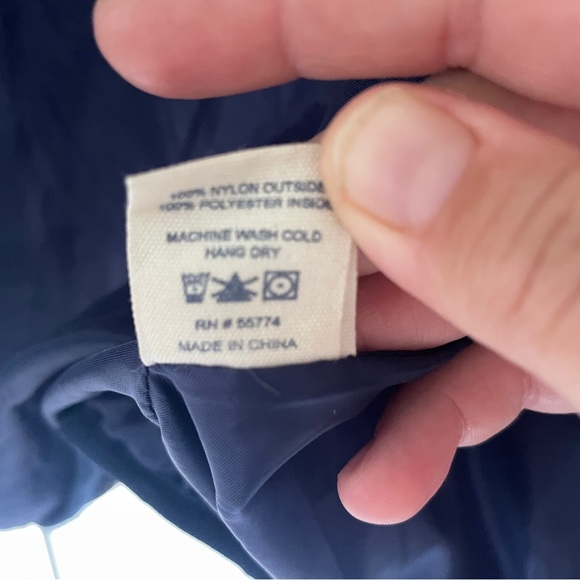 100% NYLON OUTSIDE
100% POLYESTER INSIDE
MACHINE WASH COLD
HANG DRY
RN # 55774
MADE IN CHINA